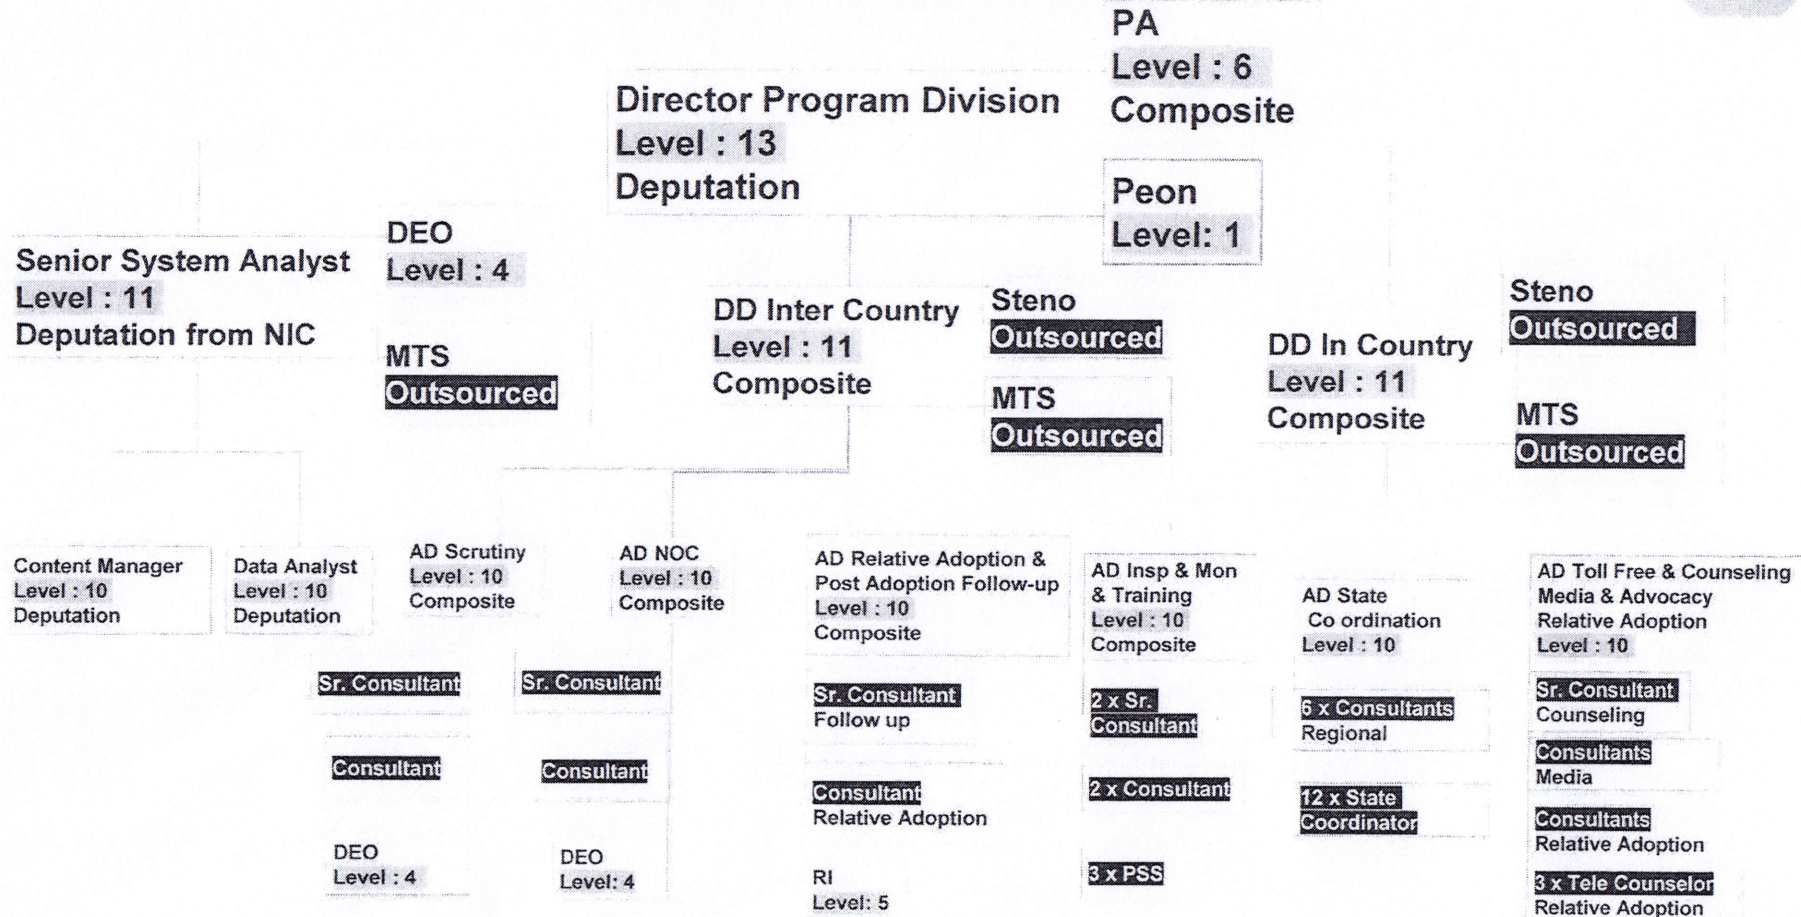 PA
Level : 6
Composite
Director Program Division
Level : 13
Deputation
Peon
Level: 1
Senior System Analyst
Level : 11
Deputation from NIC
DEO
Level : 4
MTS
Outsourced
DD Inter Country
Level : 11
Composite
Steno
Outsourced
MTS
Outsourced
DD In Country
Level : 11
Composite
Steno
Outsourced
MTS
Outsourced
Content Manager
Level : 10
Deputation
Data Analyst
Level : 10
Deputation
AD Scrutiny
Level : 10
Composite
Sr. Consultant
Consultant
DEO
Level : 4
AD NOC
Level : 10
Composite
Sr. Consultant
Consultant
DEO
Level: 4
AD Relative Adoption &
Post Adoption Follow-up
Level : 10
Composite
Sr. Consultant
Follow up
Consultant
Relative Adoption
RI
Level: 5
AD Insp & Mon
& Training
Level : 10
Composite
2 x Sr.
Consultant
2 x Consultant
3 x PSS
AD State
Co ordination
Level : 10
6 x Consultants
Regional
12 x State
Coordinator
AD Toll Free & Counseling
Media & Advocacy
Relative Adoption
Level : 10
Sr. Consultant
Counseling
Consultants
Media
Consultants
Relative Adoption
3 x Tele Counselor
Relative Adoption